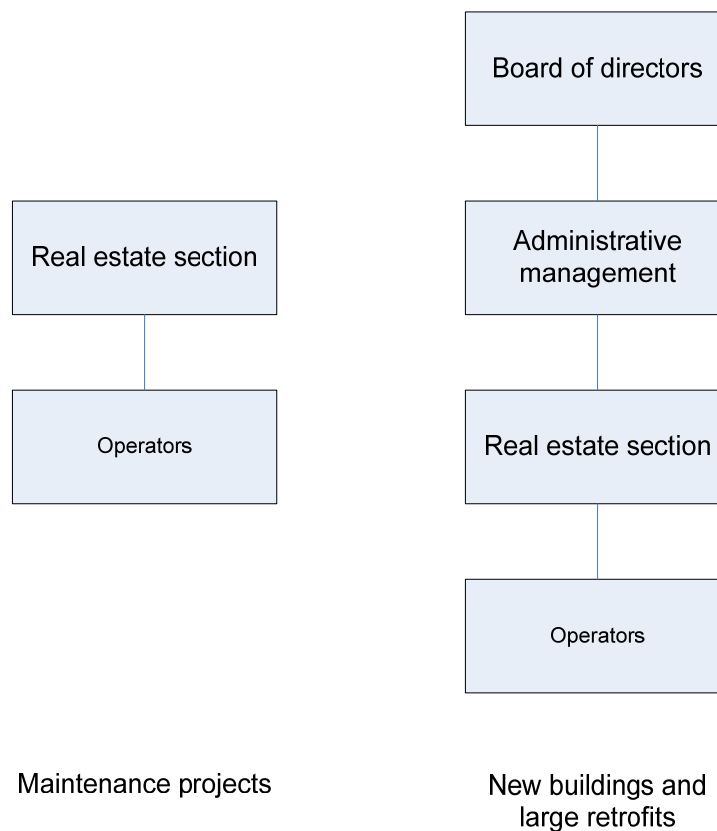 Board of directors
Real estate section
Administrative
management
Operators
Real estate section
Operators
Maintenance projects
New buildings and
large retrofits